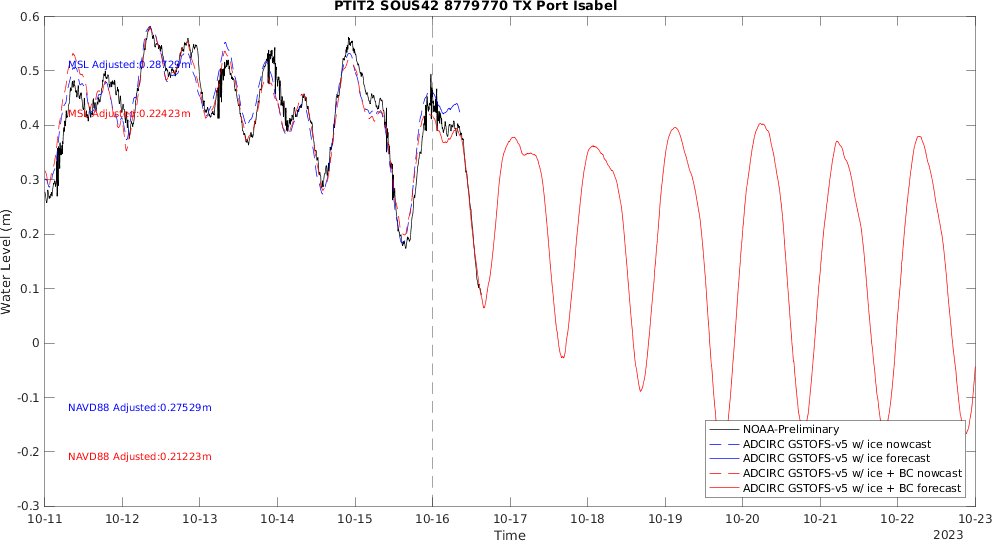 PTIT2 SOUS42 8779770 TX Port Isabel
0.6
0.5
0.4
0.3
0.2
0.1
0
-0.1
-0.2
-0.3
Water Level (m)
MSL Adjusted:0.28729m
MSL Adjusted:0.22423m
NAVD88 Adjusted:0.27529m
NAVD88 Adjusted:0.21223m
NOAA-Preliminary
ADCIRC GSTOFS-v5 w/ ice nowcast
ADCIRC GSTOFS-v5 w/ ice forecast
ADCIRC GSTOFS-v5 w/ ice + BC nowcast
ADCIRC GSTOFS-v5 w/ ice + BC forecast
10-11 10-12 10-13 10-14 10-15 10-16 10-17 10-18 10-19 10-20 10-21 10-22 10-23
Time
2023